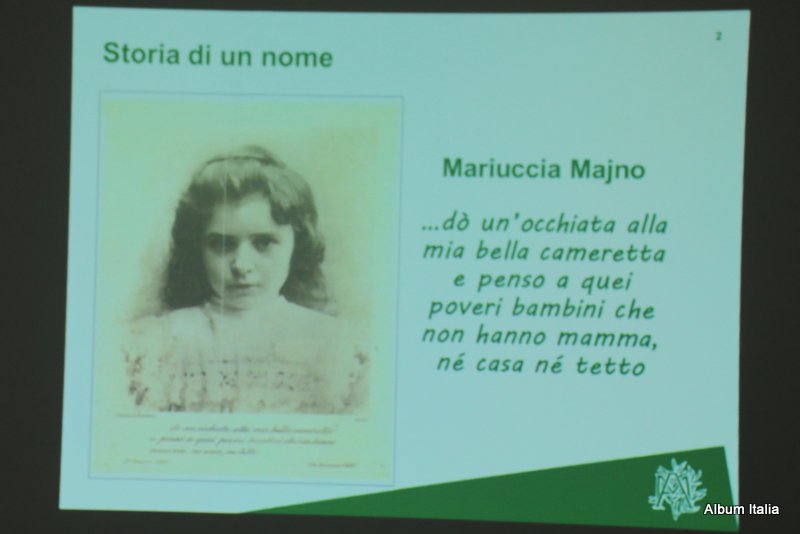 2
Storia di un nome
Mariuccia Majno
...dò un'occhiata alla
mia bella cameretta
e penso a quei
poveri bambini che
non hanno mamma,
né casa né tetto
Album Italia